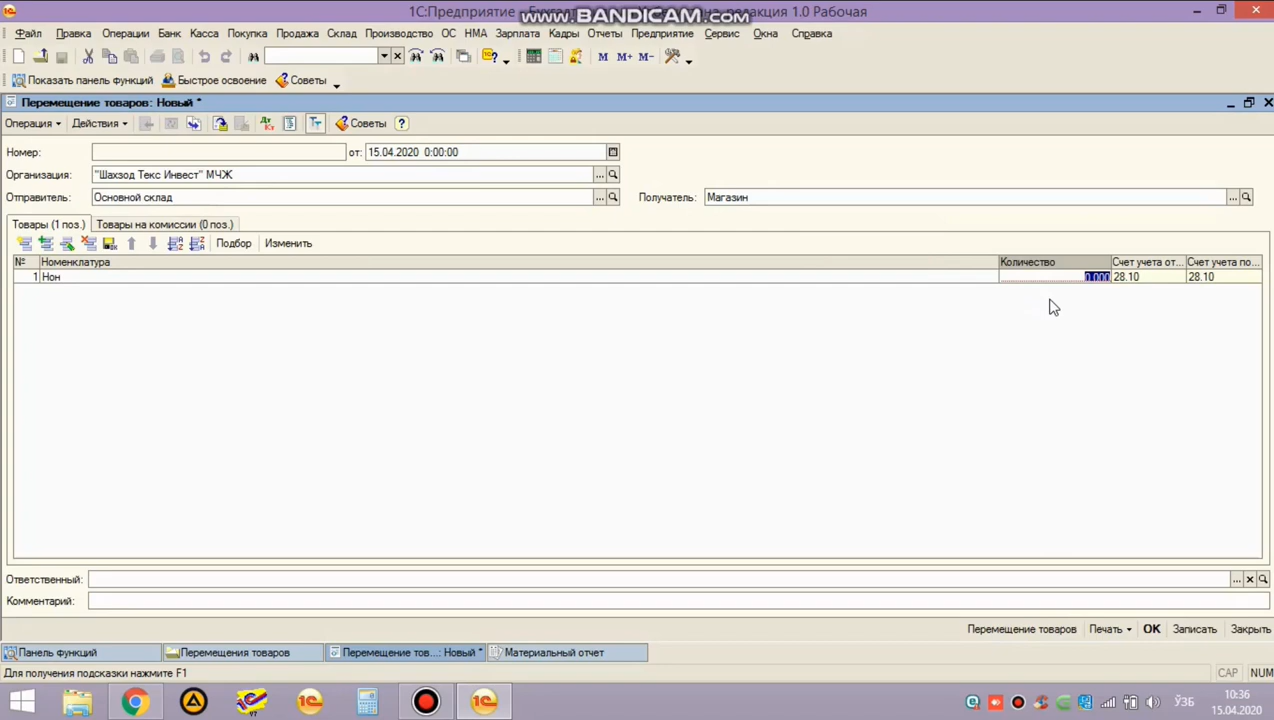 1С:Предприятие - Бухгал
www.BANDICAM.com
редакция 1.0 Рабочая
Файл Правка Операции Банк Касса Покупка Продажа Склад Производство ОС НМА Зарплата Кадры Отчеты Предприятие Сервис Окна Справка
M M+ M-
Показать панель функций Быстрое освоение Советы
Перемещение товаров: Новый *
Операция Действия Советы ?
Номер: от: 15.04.2020 0:00:00
Организация: "Шахзод Текс Инвест" МЧЖ
Отправитель: Основной склад Получатель: Магазин
Товары (1 поз.) Товары на комиссии (0 поз.)
Подбор Изменить
№ Номенклатура Количество Счет учета от... Счет учета по...
1 Нон 0.000 28.10 28.10
Ответственный:
Комментарий:
Перемещение товаров Печать OK Записать Закрыть
Панель функций Перемещения товаров Перемещение тов...: Новый * Материальный отчет
Для получения подсказки нажмите F1 CAP NUM
10:36
ЎЗБ
15.04.2020